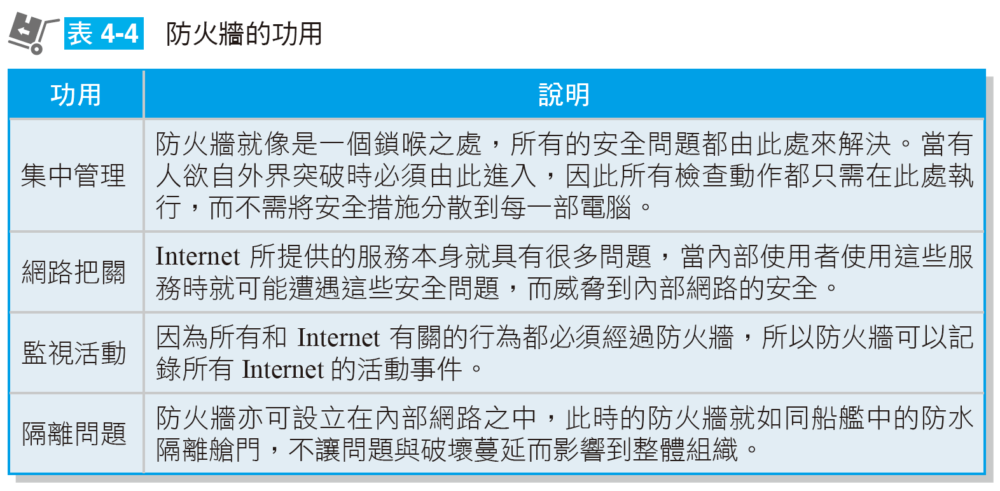 表 4-4 防火牆的功用
功用 說明
集中管理
防火牆就像是一個鎖喉之處，所有的安全問題都由此處來解決。當有
人欲自外界突破時必須由此進入，因此所有檢查動作都只需在此處執
行，而不需將安全措施分散到每一部電腦。
網路把關
Internet 所提供的服務本身就具有很多問題，當內部使用者使用這些服
務時就可能遭遇這些安全問題，而威脅到內部網路的安全。
監視活動
因為所有和 Internet 有關的行為都必須經過防火牆，所以防火牆可以記
錄所有 Internet 的活動事件。
隔離問題
防火牆亦可設立在內部網路之中，此時的防火牆就如同船艦中的防水
隔離艙門，不讓問題與破壞蔓延而影響到整體組織。